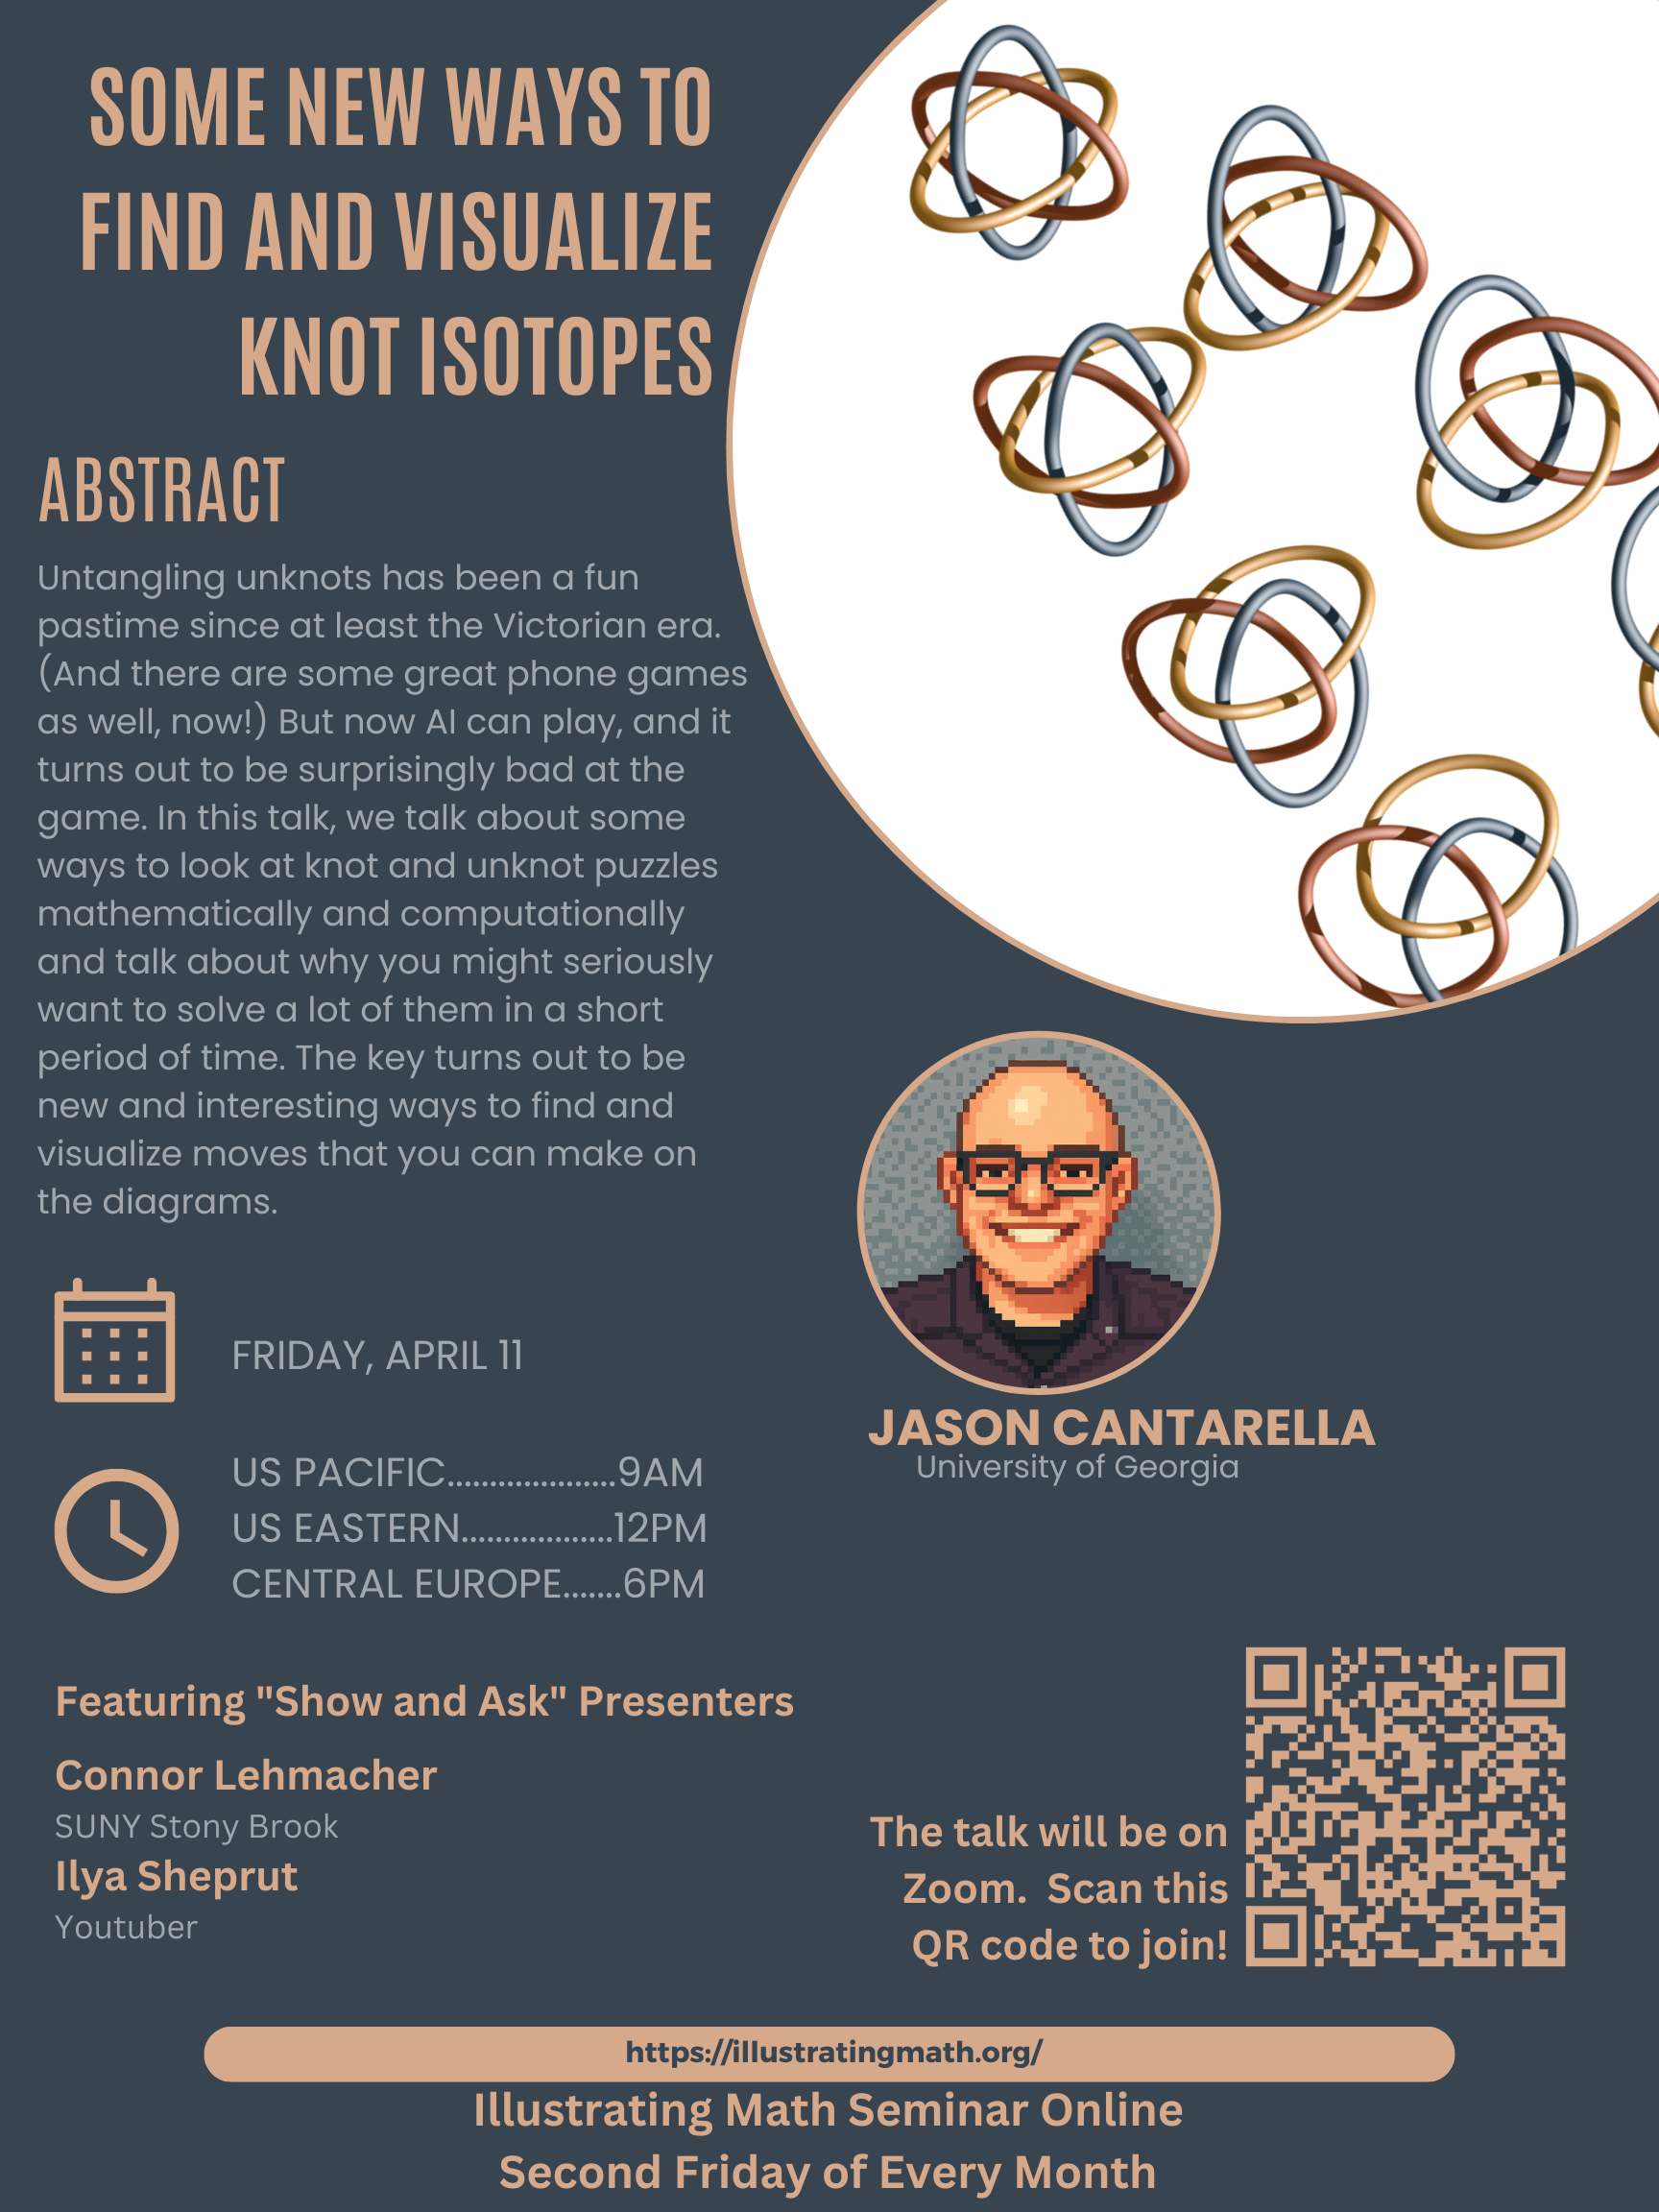 SOME NEW WAYS TO
FIND AND VISUALIZE
KNOT ISOTOPES
ABSTRACT
Untangling unknots has been a fun
pastime since at least the Victorian era.
(And there are some great phone games
as well, now!) But now AI can play, and it
turns out to be surprisingly bad at the
game. In this talk, we talk about some
ways to look at knot and unknot puzzles
mathematically and computationally
and talk about why you might seriously
want to solve a lot of them in a short
period of time. The key turns out to be
new and interesting ways to find and
visualize moves that you can make on
the diagrams.
FRIDAY, APRIL 11
US PACIFIC....................9AM
US EASTERN..................12PM
CENTRAL EUROPE.......6PM
JASON CANTARELLA
University of Georgia
Featuring "Show and Ask" Presenters
Connor Lehmacher
SUNY Stony Brook
Ilya Sheprut
Youtuber
The talk will be on
Zoom.  Scan this
QR code to join!
https://illustratingmath.org/
Illustrating Math Seminar Online
Second Friday of Every Month